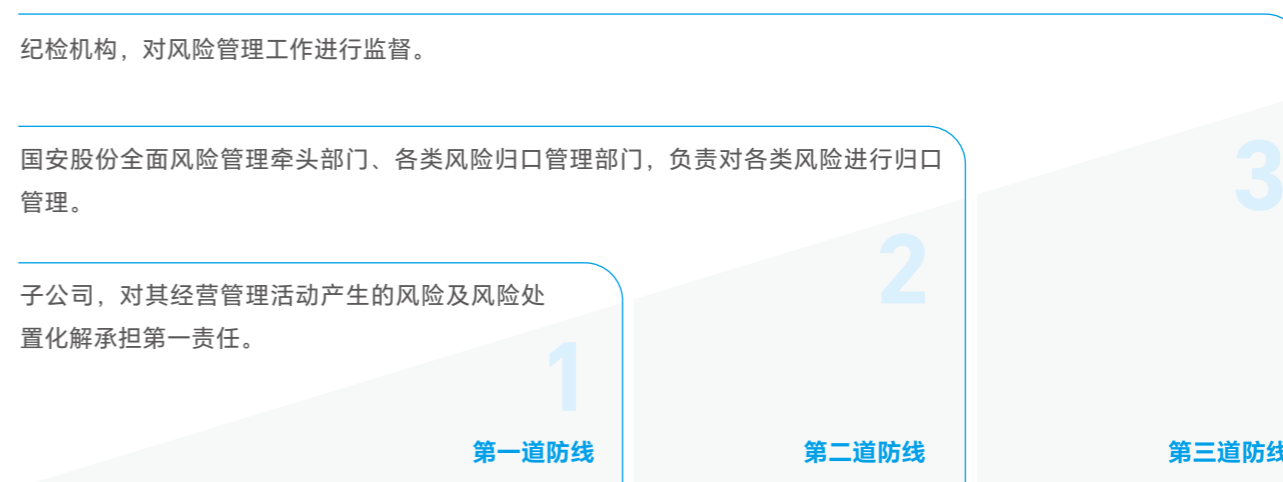 纪检机构，对风险管理工作进行监督。
国安股份全面风险管理牵头部门、各类风险归口管理部门，负责对各类风险进行归口
管理。
3
2
子公司，对其经营管理活动产生的风险及风险处
置化解承担第一责任。
1
第一道防线
第二道防线
第三道防线